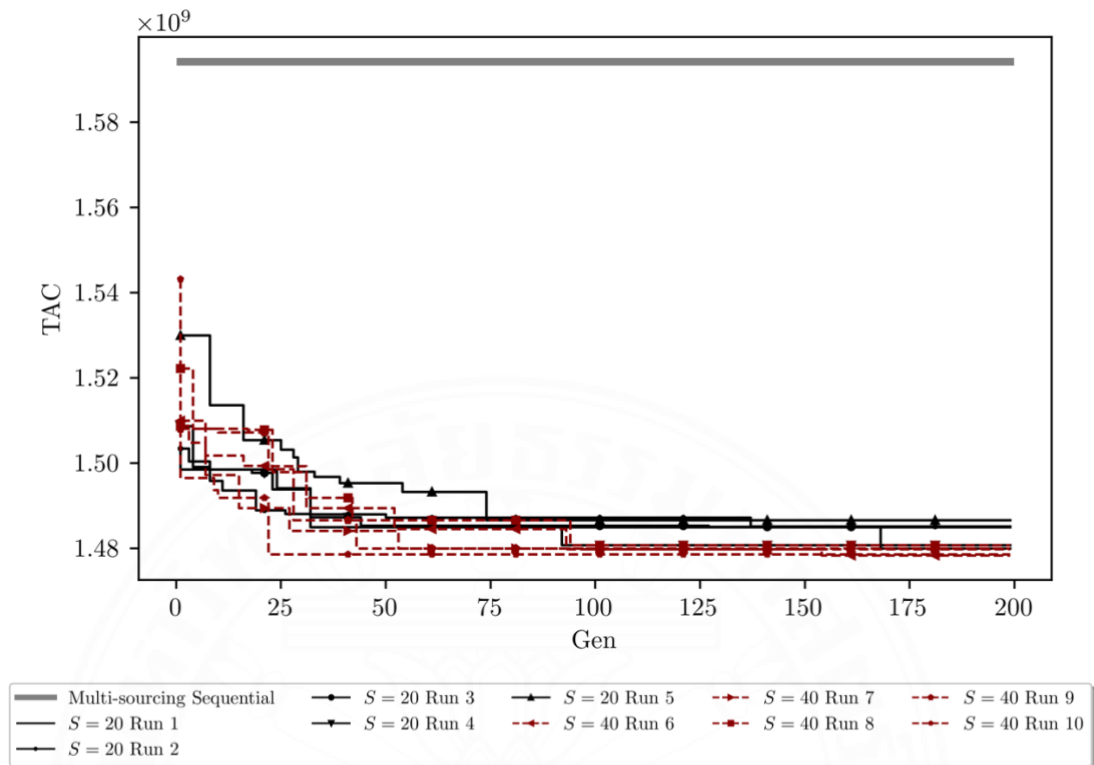 ×10⁹
1.58
1.56
1.54
TAC
1.52
1.50
1.48
0 25 50 75 100 125 150 175 200
Gen
Multi-sourcing Sequential
S = 20 Run 1
S = 20 Run 2
S = 20 Run 3
S = 20 Run 4
S = 20 Run 5
S = 40 Run 6
S = 40 Run 7
S = 40 Run 8
S = 40 Run 9
S = 40 Run 10